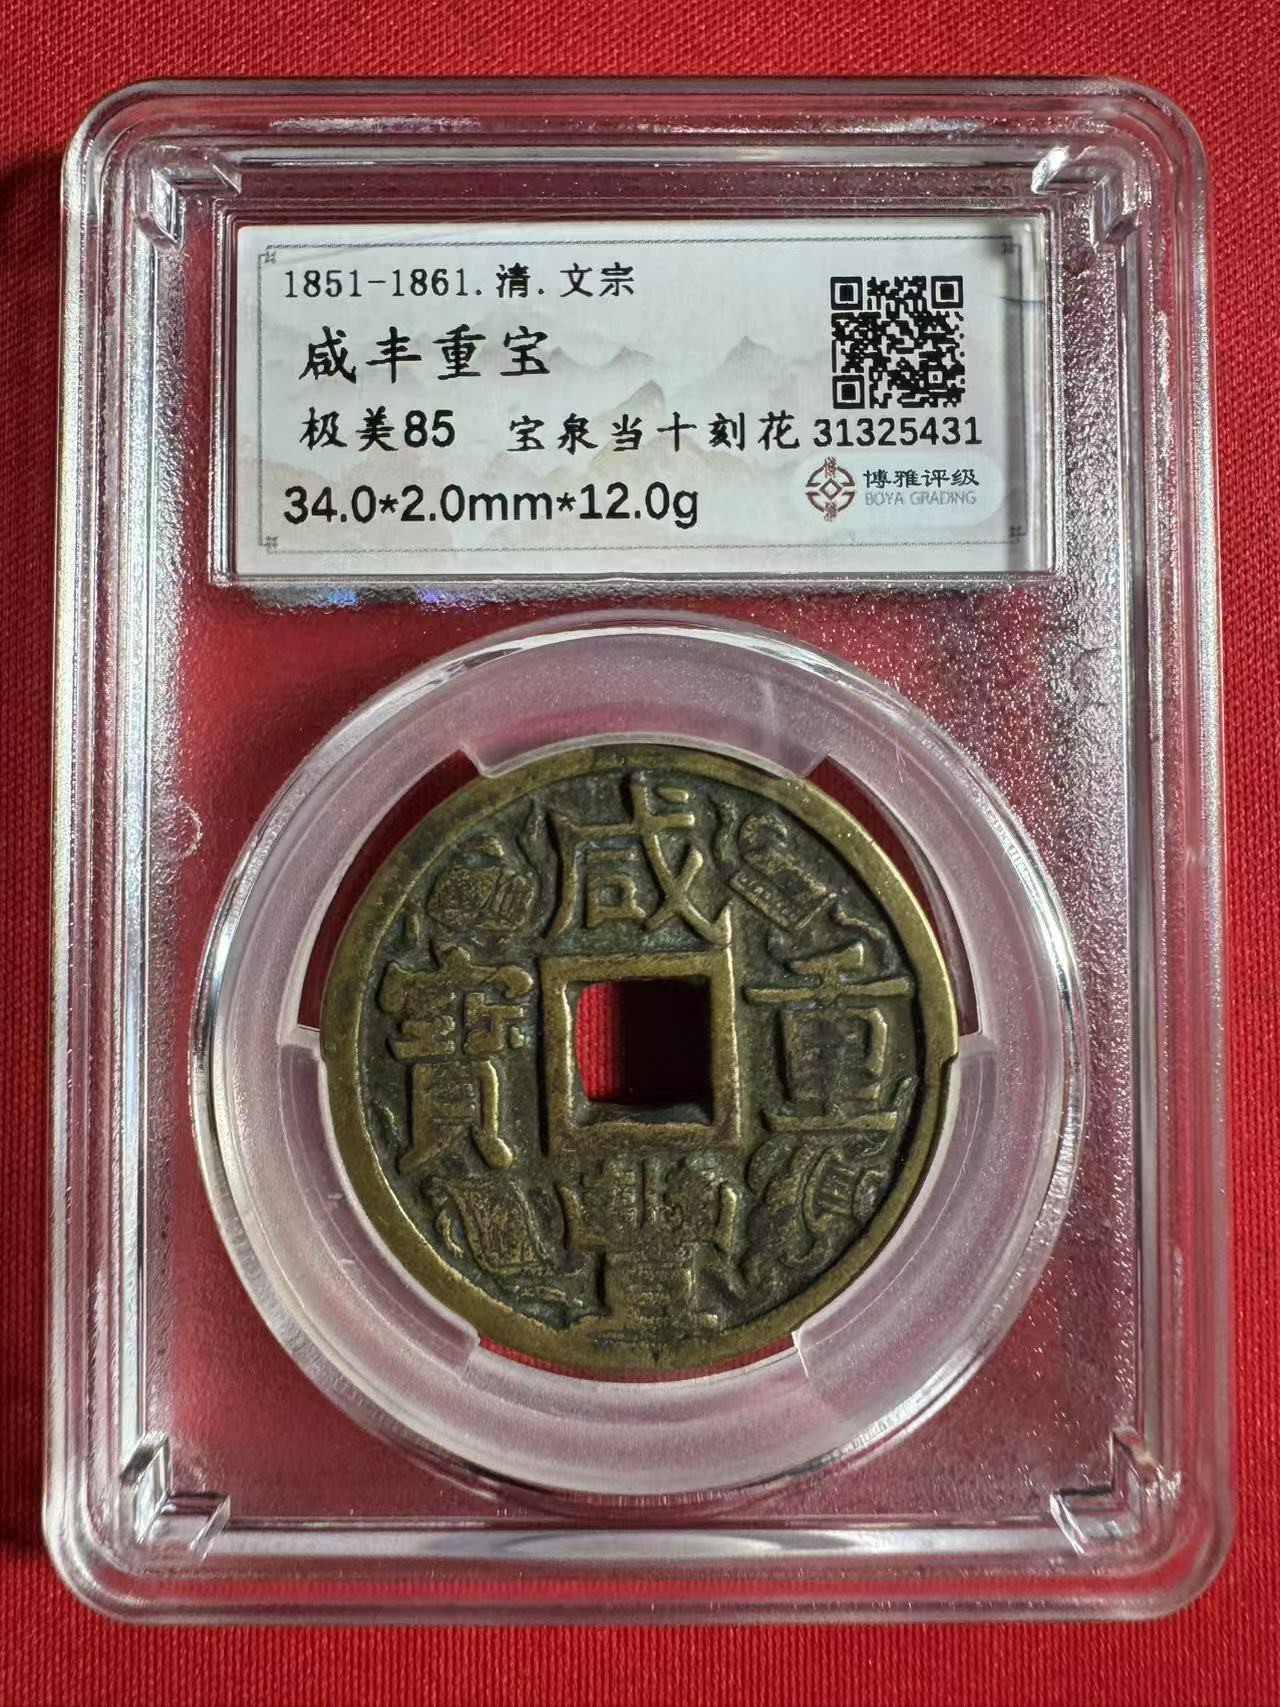 1851-1861.清.文宗
咸丰重宝
极美85 宝泉当十刻花 31325431
博雅评级
BOYA GRADING
34.0*2.0mm*12.0g
咸
寶 重
豐